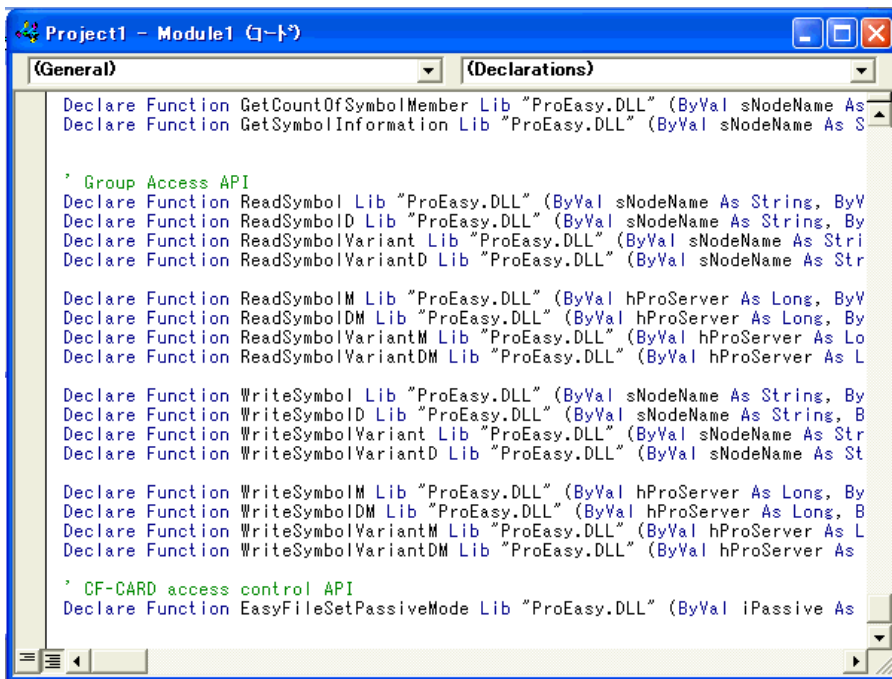 Project1 - Module1 (コード)
(General) (Declarations)
Declare Function GetCountOfSymbolMember Lib "ProEasy.DLL" (ByVal sNodeName As
Declare Function GetSymbolInformation Lib "ProEasy.DLL" (ByVal sNodeName As S
' Group Access API
Declare Function ReadSymbol Lib "ProEasy.DLL" (ByVal sNodeName As String, ByV
Declare Function ReadSymbolD Lib "ProEasy.DLL" (ByVal sNodeName As String, By
Declare Function ReadSymbolVariant Lib "ProEasy.DLL" (ByVal sNodeName As Stri
Declare Function ReadSymbolVariantD Lib "ProEasy.DLL" (ByVal sNodeName As Str
Declare Function ReadSymbolM Lib "ProEasy.DLL" (ByVal hProServer As Long, ByV
Declare Function ReadSymbolDM Lib "ProEasy.DLL" (ByVal hProServer As Long, By
Declare Function ReadSymbolVariantM Lib "ProEasy.DLL" (ByVal hProServer As Lo
Declare Function ReadSymbolVariantDM Lib "ProEasy.DLL" (ByVal hProServer As L
Declare Function WriteSymbol Lib "ProEasy.DLL" (ByVal sNodeName As String, By
Declare Function WriteSymbolD Lib "ProEasy.DLL" (ByVal sNodeName As String, B
Declare Function WriteSymbolVariant Lib "ProEasy.DLL" (ByVal sNodeName As Str
Declare Function WriteSymbolVariantD Lib "ProEasy.DLL" (ByVal sNodeName As St
Declare Function WriteSymbolM Lib "ProEasy.DLL" (ByVal hProServer As Long, By
Declare Function WriteSymbolDM Lib "ProEasy.DLL" (ByVal hProServer As Long, B
Declare Function WriteSymbolVariantM Lib "ProEasy.DLL" (ByVal hProServer As L
Declare Function WriteSymbolVariantDM Lib "ProEasy.DLL" (ByVal hProServer As
' CF-CARD access control API
Declare Function EasyFileSetPassiveMode Lib "ProEasy.DLL" (ByVal iPassive As